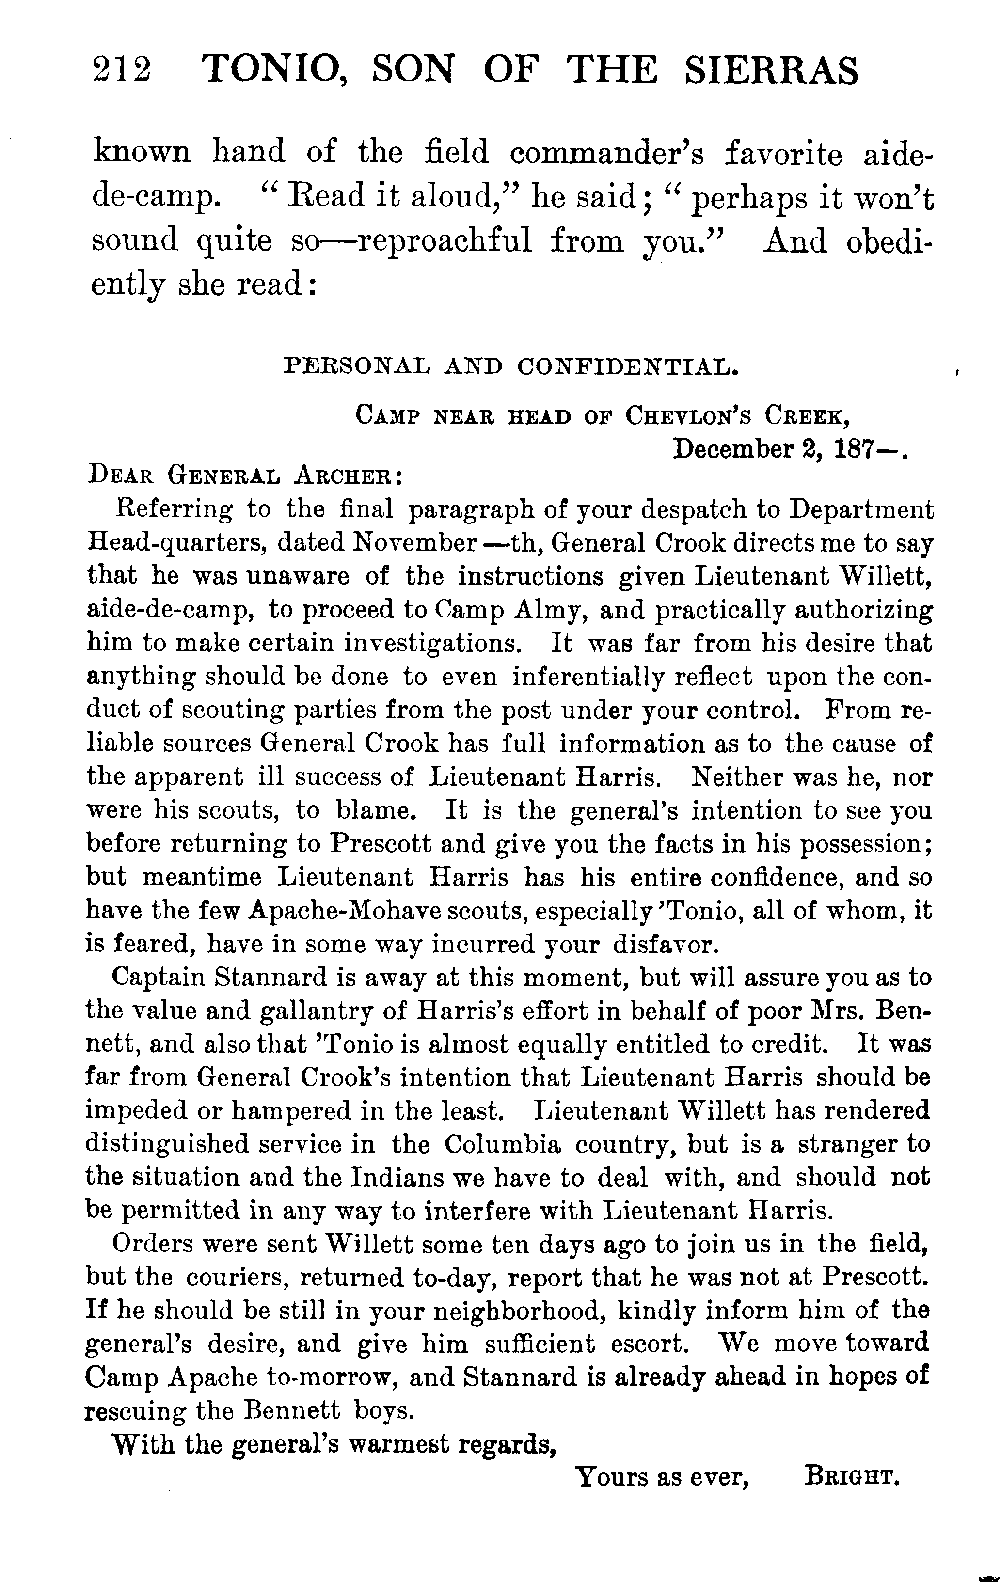 212 TONIO, SON OF THE SIERRAS
known hand of the field commander's favorite aide-
de-camp. "Read it aloud," he said; "perhaps it won't
sound quite so—reproachful from you." And obedi-
ently she read:
PERSONAL AND CONFIDENTIAL.
CAMP NEAR HEAD OF CHEVLON'S CREEK,
December 2, 187—.
DEAR GENERAL ARCHER:
Referring to the final paragraph of your despatch to Department
Head-quarters, dated November —th, General Crook directs me to say
that he was unaware of the instructions given Lieutenant Willett,
aide-de-camp, to proceed to Camp Almy, and practically authorizing
him to make certain investigations. It was far from his desire that
anything should be done to even inferentially reflect upon the con-
duct of scouting parties from the post under your control. From re-
liable sources General Crook has full information as to the cause of
the apparent ill success of Lieutenant Harris. Neither was he, nor
were his scouts, to blame. It is the general's intention to see you
before returning to Prescott and give you the facts in his possession;
but meantime Lieutenant Harris has his entire confidence, and so
have the few Apache-Mohave scouts, especially 'Tonio, all of whom, it
is feared, have in some way incurred your disfavor.
Captain Stannard is away at this moment, but will assure you as to
the value and gallantry of Harris's effort in behalf of poor Mrs. Ben-
nett, and also that 'Tonio is almost equally entitled to credit. It was
far from General Crook's intention that Lieutenant Harris should be
impeded or hampered in the least. Lieutenant Willett has rendered
distinguished service in the Columbia country, but is a stranger to
the situation and the Indians we have to deal with, and should not
be permitted in any way to interfere with Lieutenant Harris.
Orders were sent Willett some ten days ago to join us in the field,
but the couriers, returned to-day, report that he was not at Prescott.
If he should be still in your neighborhood, kindly inform him of the
general's desire, and give him sufficient escort. We move toward
Camp Apache to-morrow, and Stannard is already ahead in hopes of
rescuing the Bennett boys.
With the general's warmest regards,
Yours as ever, BRIGHT.